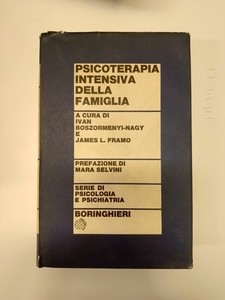 PSICOTERAPIA
INTENSIVA
DELLA
FAMIGLIA
A CURA DI
IVAN
BOSZORMENYI-NAGY
E
JAMES L. FRAMO
PREFAZIONE DI
MARA SELVINI
SERIE DI
PSICOLOGIA
E PSICHIATRIA
BORINGHIERI